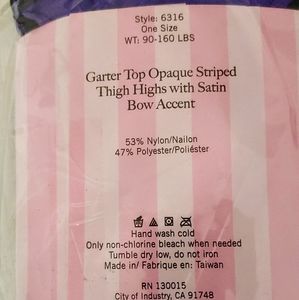 Style: 6316
One Size
WT: 90-160 LBS
Garter Top Opaque Striped
Thigh Highs with Satin
Bow Accent
53% Nylon/Nailon
47% Polyester/Poliéster
Hand wash cold
Only non-chlorine bleach when needed
Tumble dry low, do not iron
Made in/ Fabrique en: Taiwan
RN 130015
City of Industry, CA 91748